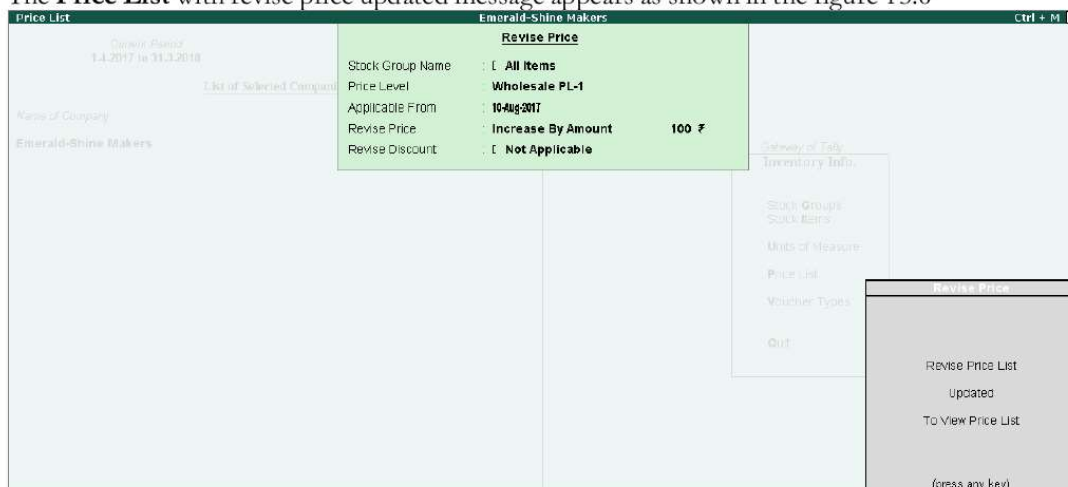 The Price List with revise price updated message appears as shown in the figure 13.6
Price List Emerald-Shine Makers Ctrl + M
Current Period
1.4.2017 to 31.3.2018
List of Selected Compani
Name of Company
Emerald-Shine Makers
Revise Price
Stock Group Name : [ All Items
Price Level : Wholesale PL-1
Applicable From : 10-Aug-2017
Revise Price : Increase By Amount 100 ₹
Revise Discount : [ Not Applicable
Gateway of Tally
Inventory Info.
Stock Groups
Stock Items
Units of Measure
Price List
Voucher Types
Quit
Revise Price
Revise Price List
Updated
To View Price List
(press any key)